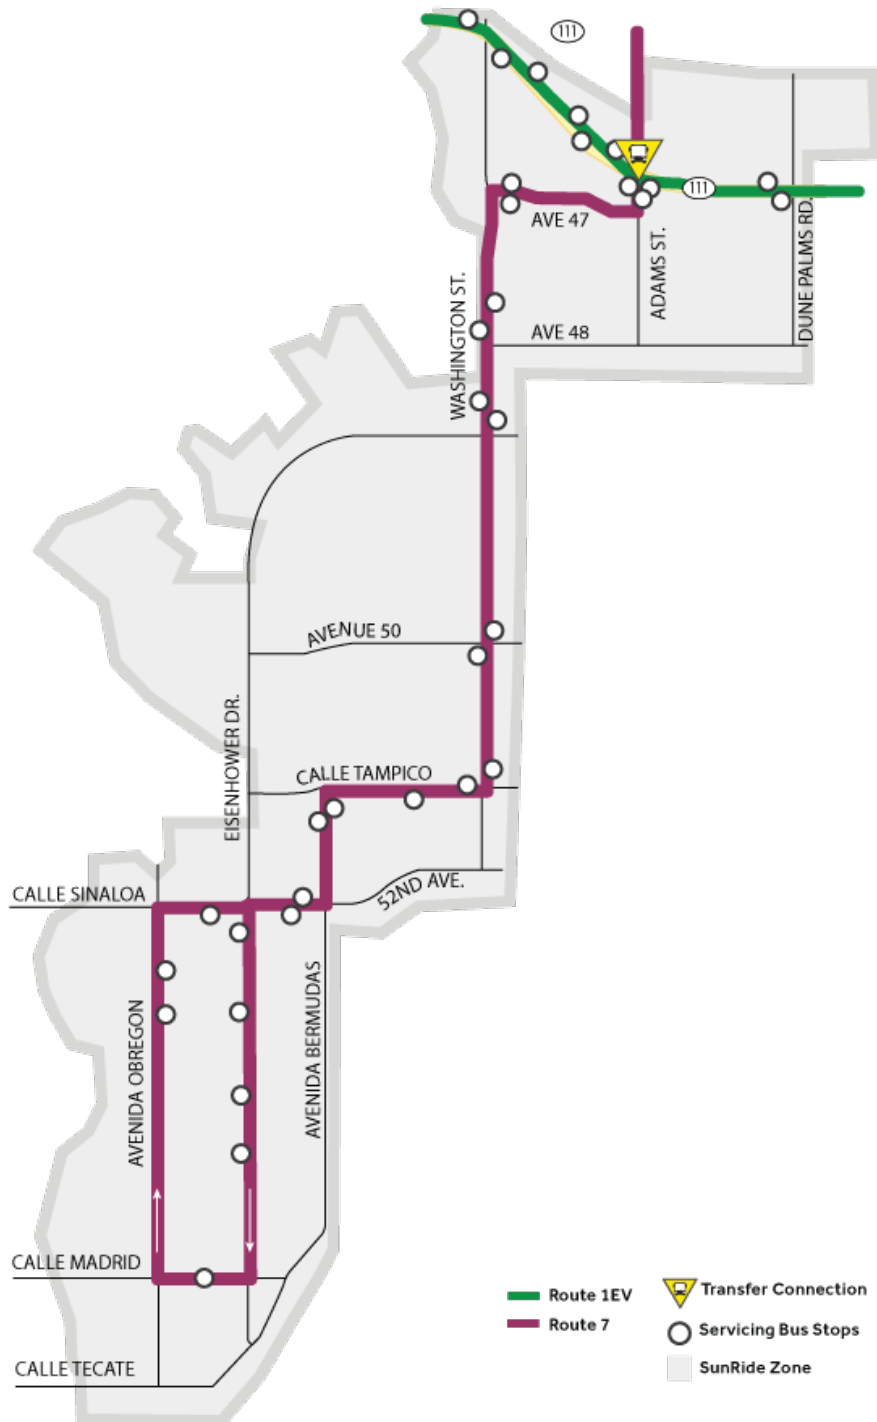 111
111
AVE 47
ADAMS ST.
DUNE PALMS RD.
WASHINGTON ST.
AVE 48
AVENUE 50
EISENHOWER DR.
CALLE TAMPICO
CALLE SINALOA
52ND AVE.
AVENIDA OBREGON
AVENIDA BERMUDAS
CALLE MADRID
CALLE TECATE
Route 1EV
Route 7
Transfer Connection
Servicing Bus Stops
SunRide Zone